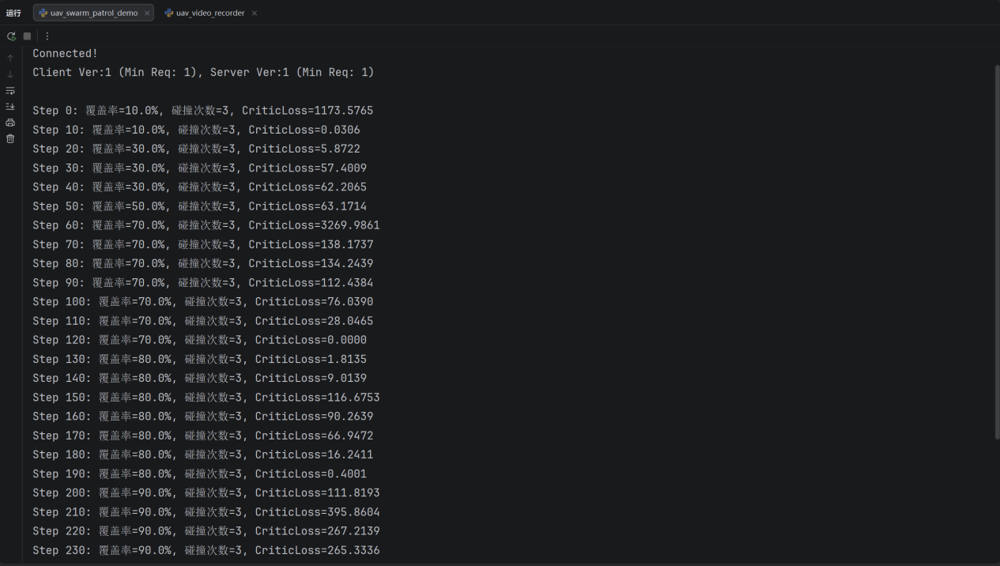 运行 uav_swarm_patrol_demo × uav_video_recorder ×
Connected!
Client Ver:1 (Min Req: 1), Server Ver:1 (Min Req: 1)
Step 0: 覆盖率=10.0%, 碰撞次数=3, CriticLoss=1173.5765
Step 10: 覆盖率=10.0%, 碰撞次数=3, CriticLoss=0.0306
Step 20: 覆盖率=30.0%, 碰撞次数=3, CriticLoss=5.8722
Step 30: 覆盖率=30.0%, 碰撞次数=3, CriticLoss=57.4009
Step 40: 覆盖率=30.0%, 碰撞次数=3, CriticLoss=62.2065
Step 50: 覆盖率=50.0%, 碰撞次数=3, CriticLoss=63.1714
Step 60: 覆盖率=70.0%, 碰撞次数=3, CriticLoss=3269.9861
Step 70: 覆盖率=70.0%, 碰撞次数=3, CriticLoss=138.1737
Step 80: 覆盖率=70.0%, 碰撞次数=3, CriticLoss=134.2439
Step 90: 覆盖率=70.0%, 碰撞次数=3, CriticLoss=112.4384
Step 100: 覆盖率=70.0%, 碰撞次数=3, CriticLoss=76.0390
Step 110: 覆盖率=70.0%, 碰撞次数=3, CriticLoss=28.0465
Step 120: 覆盖率=70.0%, 碰撞次数=3, CriticLoss=0.0000
Step 130: 覆盖率=80.0%, 碰撞次数=3, CriticLoss=1.8135
Step 140: 覆盖率=80.0%, 碰撞次数=3, CriticLoss=9.0139
Step 150: 覆盖率=80.0%, 碰撞次数=3, CriticLoss=116.6753
Step 160: 覆盖率=80.0%, 碰撞次数=3, CriticLoss=90.2639
Step 170: 覆盖率=80.0%, 碰撞次数=3, CriticLoss=66.9472
Step 180: 覆盖率=80.0%, 碰撞次数=3, CriticLoss=16.2411
Step 190: 覆盖率=80.0%, 碰撞次数=3, CriticLoss=0.4001
Step 200: 覆盖率=90.0%, 碰撞次数=3, CriticLoss=111.8193
Step 210: 覆盖率=90.0%, 碰撞次数=3, CriticLoss=395.8604
Step 220: 覆盖率=90.0%, 碰撞次数=3, CriticLoss=267.2139
Step 230: 覆盖率=90.0%, 碰撞次数=3, CriticLoss=265.3336